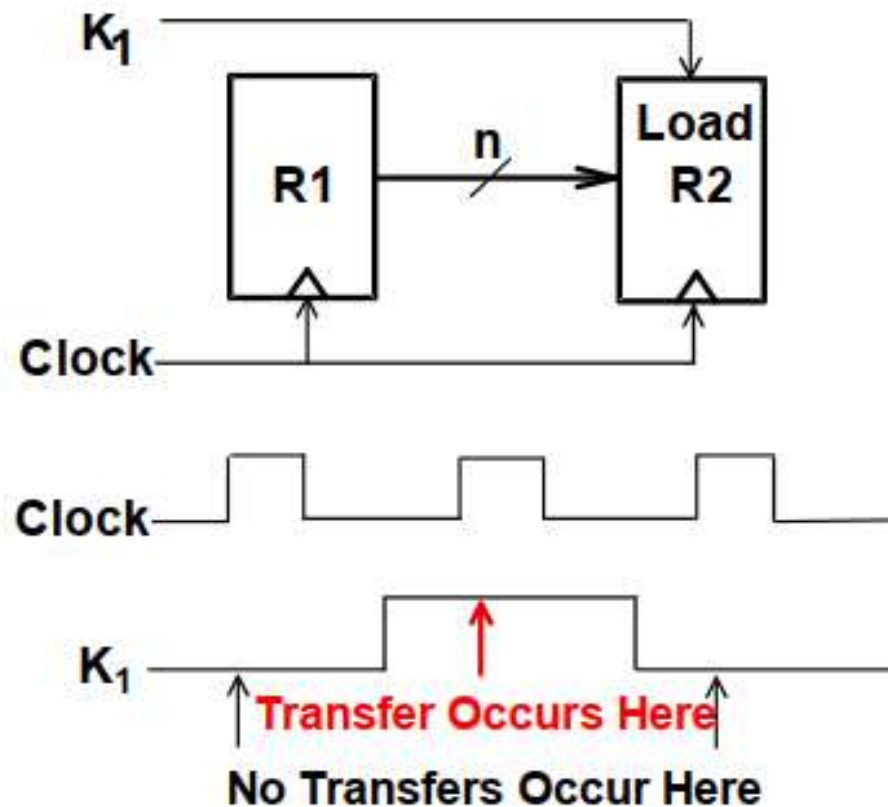 K₁
Load
n
R1
R2
Clock
Clock
K₁
Transfer Occurs Here
No Transfers Occur Here